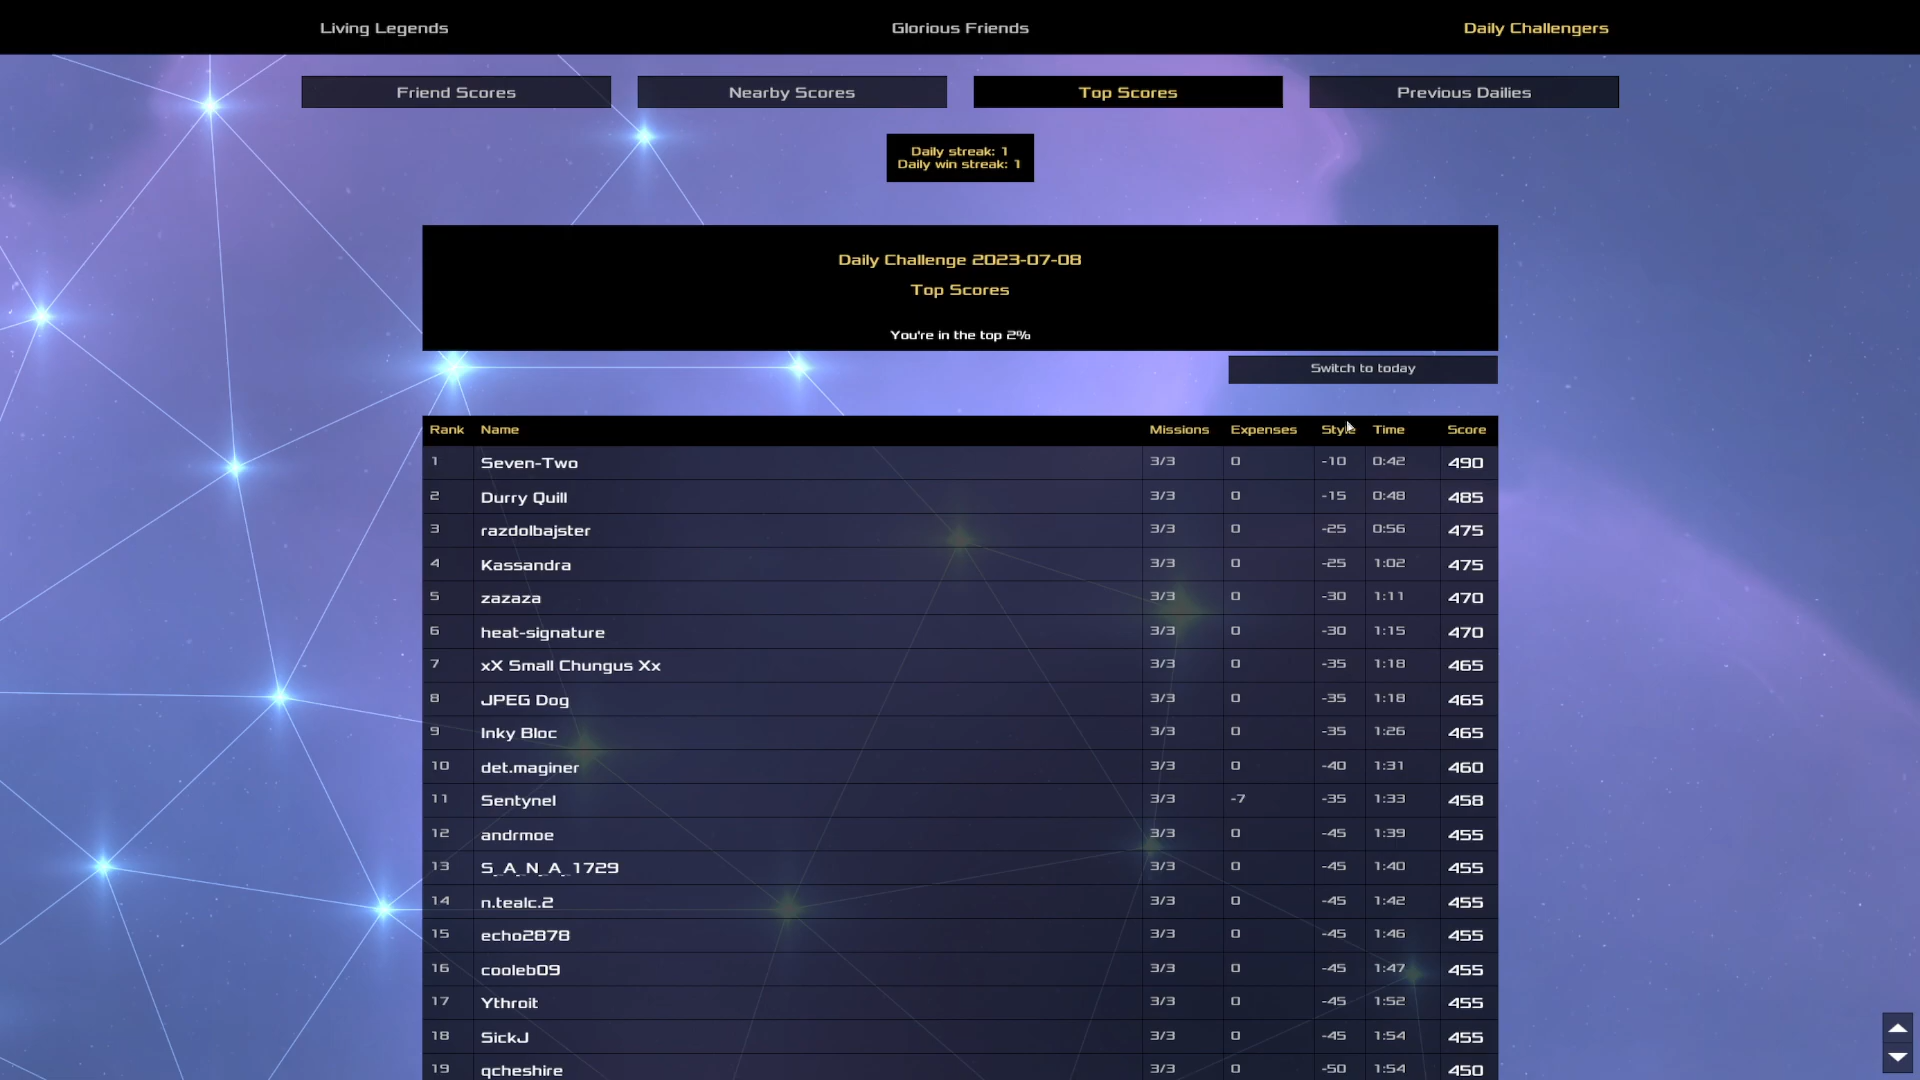 Living Legends Glorious Friends Daily Challengers
Friend Scores Nearby Scores Top Scores Previous Dailies
Daily streak: 1
Daily win streak: 1
Daily Challenge 2023-07-08
Top Scores
You're in the top 2%
Switch to today
Rank Name Missions Expenses Style Time Score
1 Seven-Two 3/3 0 -10 0:42 490
2 Durry Quill 3/3 0 -15 0:48 485
3 razdolbajster 3/3 0 -25 0:56 475
4 Kassandra 3/3 0 -25 1:02 475
5 zazaza 3/3 0 -30 1:11 470
6 heat-signature 3/3 0 -30 1:15 470
7 xX Small Chungus Xx 3/3 0 -35 1:18 465
8 JPEG Dog 3/3 0 -35 1:18 465
9 Inky Bloc 3/3 0 -35 1:26 465
10 det.maginer 3/3 0 -40 1:31 460
11 Sentynel 3/3 -7 -35 1:33 458
12 andrmoe 3/3 0 -45 1:39 455
13 S_A_N_A_1729 3/3 0 -45 1:40 455
14 n.tealc.2 3/3 0 -45 1:42 455
15 echo2878 3/3 0 -45 1:46 455
16 cooleb09 3/3 0 -45 1:47 455
17 Ythroit 3/3 0 -45 1:52 455
18 SickJ 3/3 0 -45 1:54 455
19 qcheshire 3/3 0 -50 1:54 450